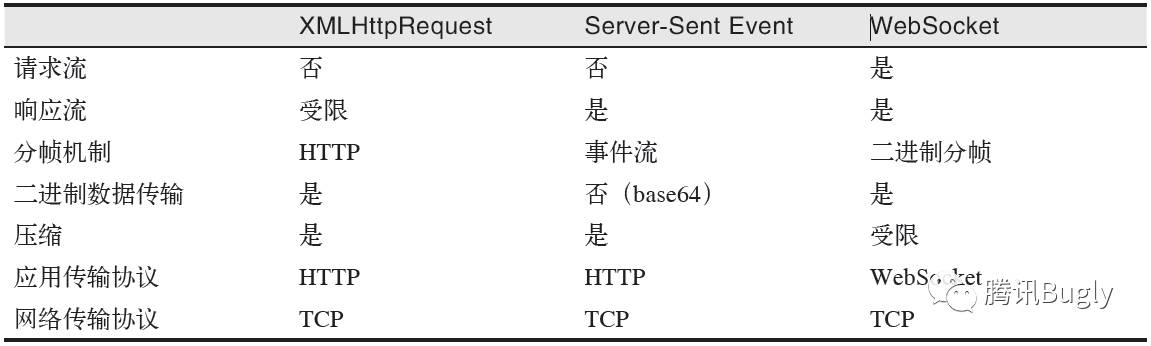 XMLHttpRequest Server-Sent Event WebSocket
请求流 否 否 是
响应流 受限 是 是
分帧机制 HTTP 事件流 二进制分帧
二进制数据传输 是 否（base64） 是
压缩 是 是 受限
应用传输协议 HTTP HTTP WebSocket
网络传输协议 TCP TCP TCP
腾讯Bugly